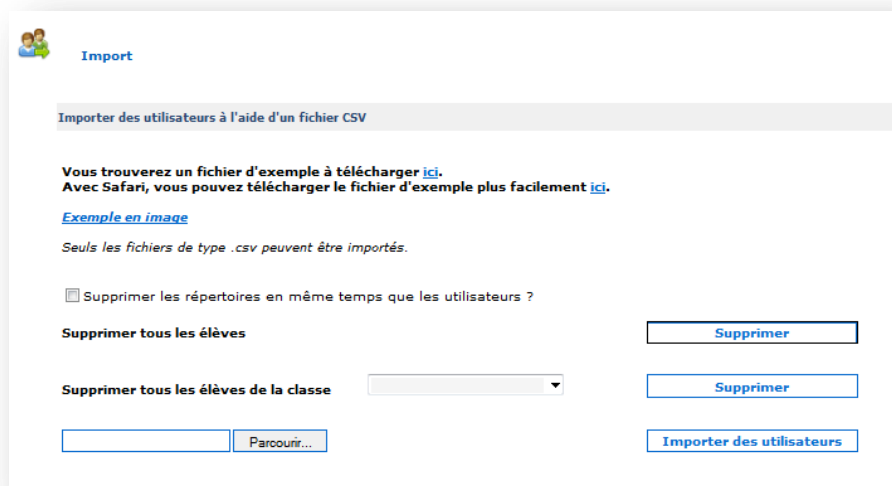 Import
Importer des utilisateurs à l'aide d'un fichier CSV
Vous trouverez un fichier d'exemple à télécharger ici.
Avec Safari, vous pouvez télécharger le fichier d'exemple plus facilement ici.
Exemple en image
Seuls les fichiers de type .csv peuvent être importés.
Supprimer les répertoires en même temps que les utilisateurs ?
Supprimer tous les élèves Supprimer
Supprimer tous les élèves de la classe Supprimer
Parcourir... Importer des utilisateurs